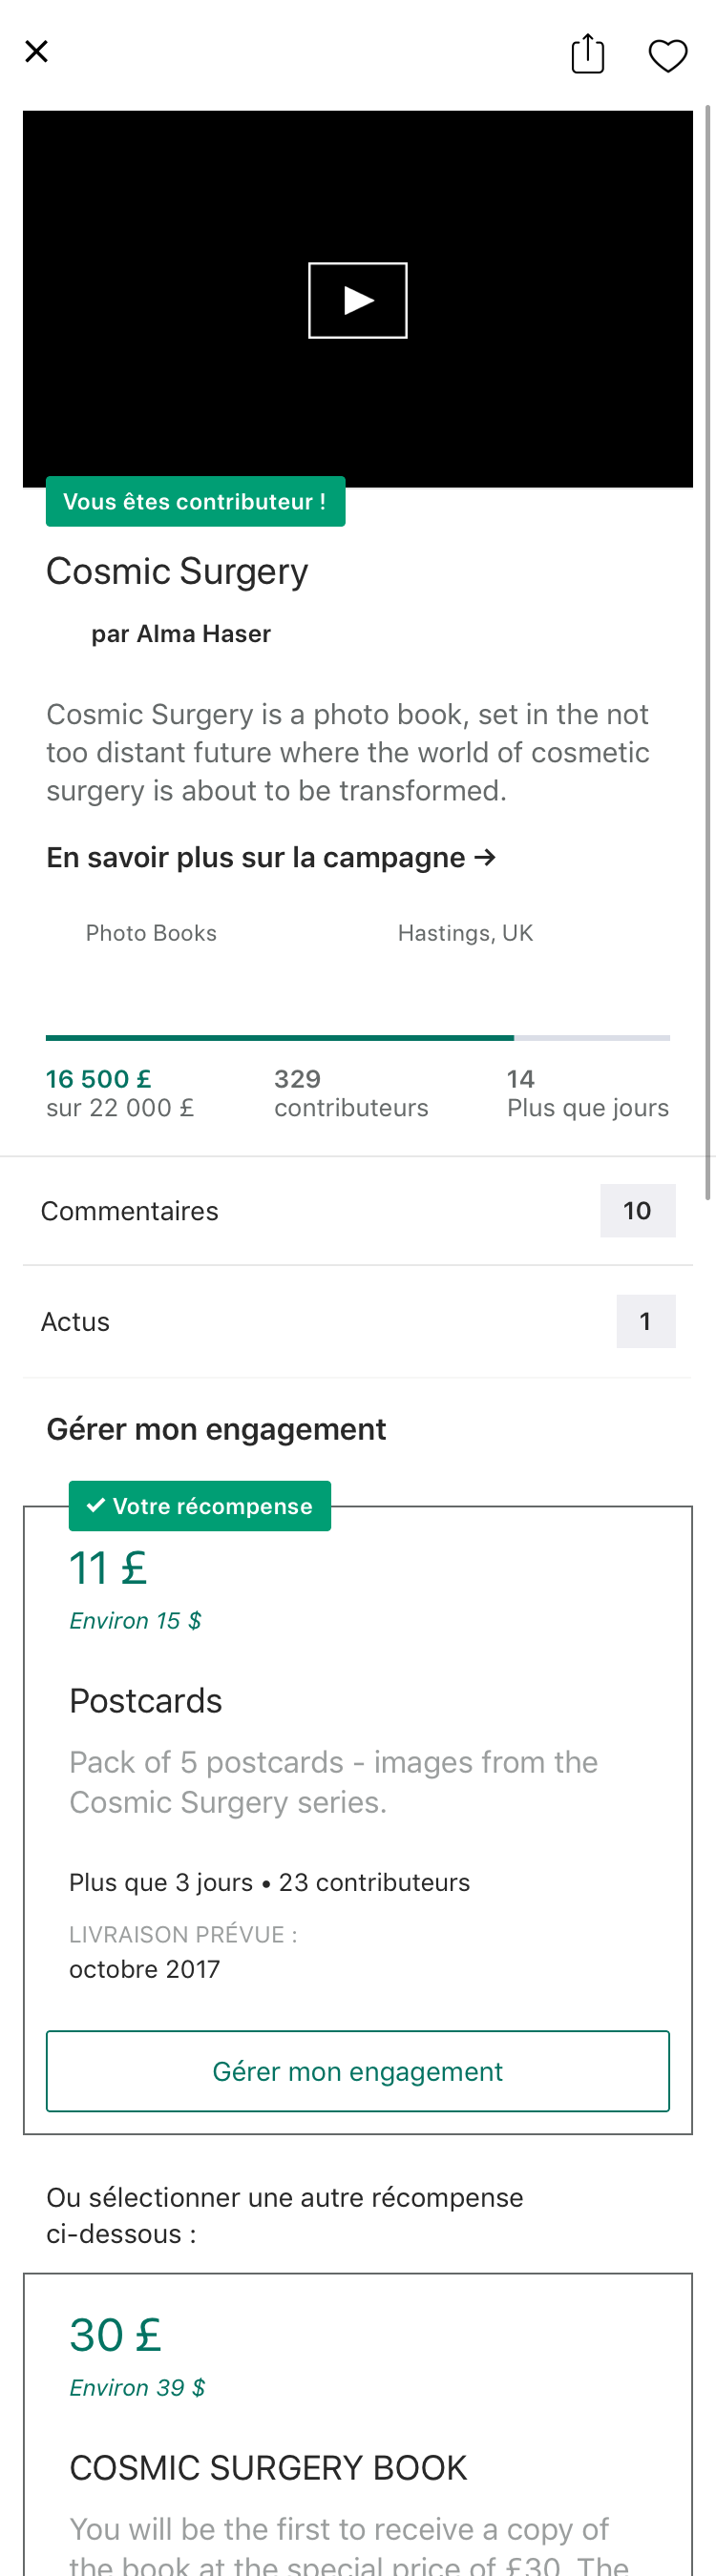 Vous êtes contributeur !
Cosmic Surgery
par Alma Haser
Cosmic Surgery is a photo book, set in the not
too distant future where the world of cosmetic
surgery is about to be transformed.
En savoir plus sur la campagne →
Photo Books Hastings, UK
16 500 £ 329 14
sur 22 000 £ contributeurs Plus que jours
Commentaires 10
Actus 1
Gérer mon engagement
✓ Votre récompense
11 £
Environ 15 $
Postcards
Pack of 5 postcards - images from the
Cosmic Surgery series.
Plus que 3 jours • 23 contributeurs
LIVRAISON PRÉVUE :
octobre 2017
Gérer mon engagement
Ou sélectionner une autre récompense
ci-dessous :
30 £
Environ 39 $
COSMIC SURGERY BOOK
You will be the first to receive a copy of
the book at the special price of £30. The